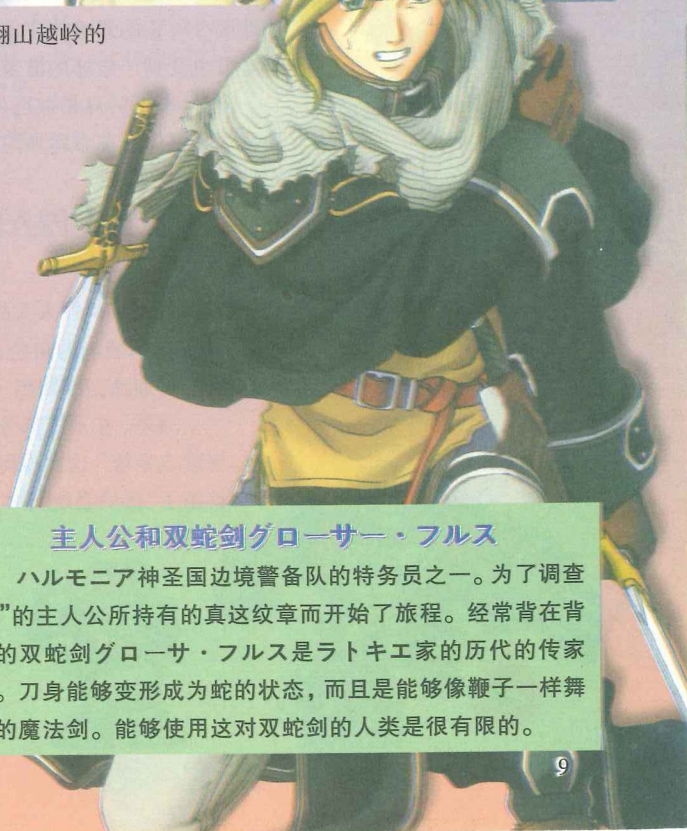 翻山越岭的
主人公和双蛇剑グローサー・フルス
ハルモニア神圣国边境警备队的特务员之一。为了调查
”的主人公所持有的真这纹章而开始了旅程。经常背在背
的双蛇剑グローサ・フルス是ラトキエ家的历代的传家
。刀身能够变形成为蛇的状态，而且是能够像鞭子一样舞
的魔法剑。能够使用这对双蛇剑的人类是很有限的。
9